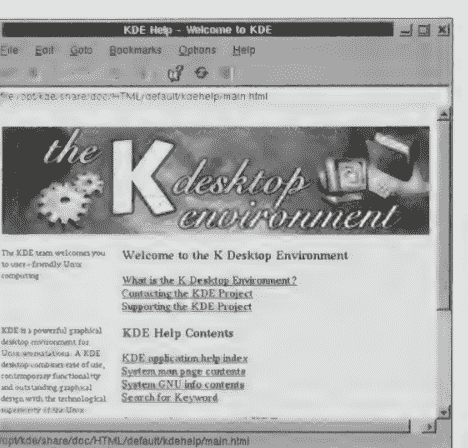 KDE Help - Welcome to KDE
File Edit Goto Bookmarks Options Help
file:/opt/kde/share/doc/HTML/default/kdehelp/main.html
the K desktop environment
The KDE team welcomes you
to user-friendly Unix
computing
Welcome to the K Desktop Environment
What is the K Desktop Environment?
Contacting the KDE Project
Supporting the KDE Project
KDE is a powerful graphical
desktop environment for
Unix workstations. A KDE
desktop combines ease of use,
contemporary functionality
and outstanding graphical
design with the technological
superiority of the Unix
KDE Help Contents
KDE application help index
System man page contents
System GNU info contents
Search for Keyword
/opt/kde/share/doc/HTML/default/kdehelp/main.html